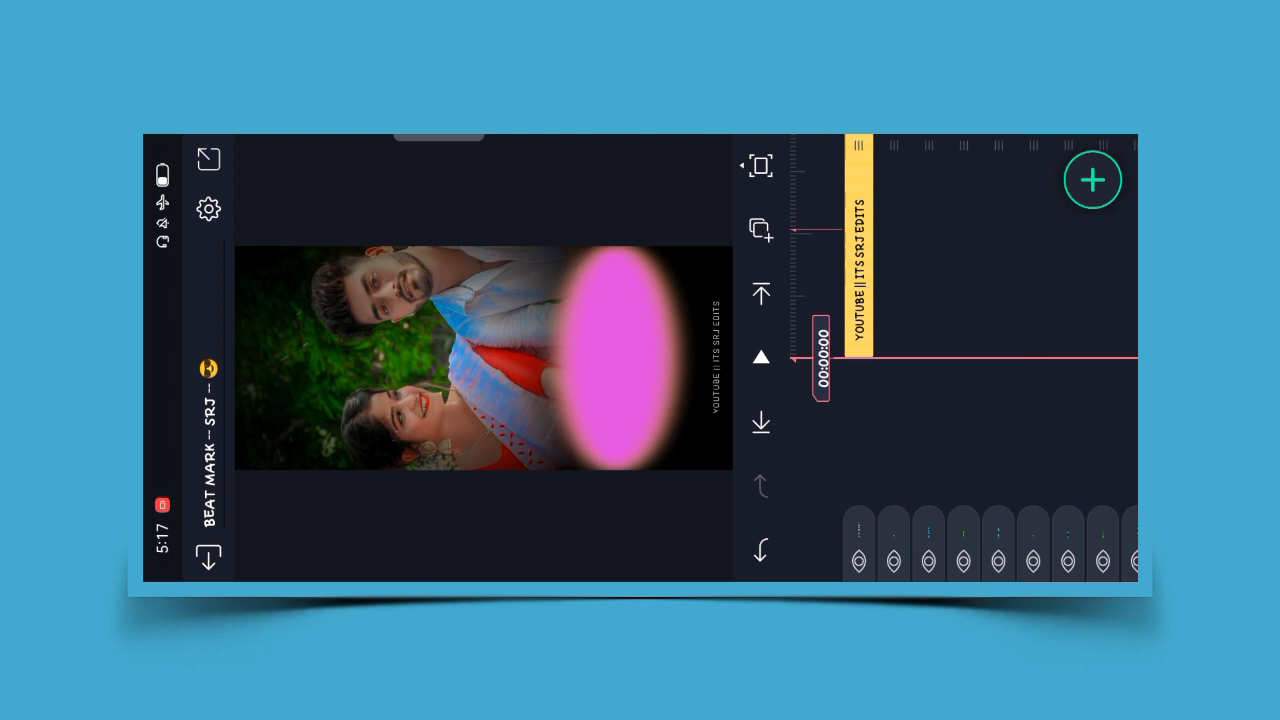 5:17
BEAT MARK -- SRJ -- 😎
YOUTUBE || ITS SRJ EDITS
00:00:00
YOUTUBE || ITS SRJ EDITS